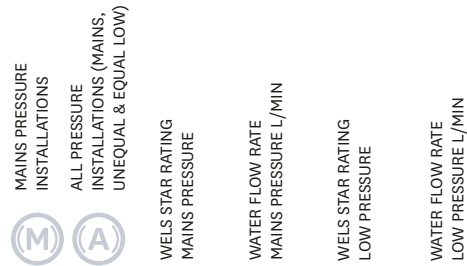 MAINS PRESSURE
INSTALLATIONS
ALL PRESSURE
INSTALLATIONS (MAINS,
UNEQUAL & EQUAL LOW)
WELS STAR RATING
MAINS PRESSURE
WATER FLOW RATE
MAINS PRESSURE L/MIN
WELS STAR RATING
LOW PRESSURE
WATER FLOW RATE
LOW PRESSURE L/MIN
(M)
(A)